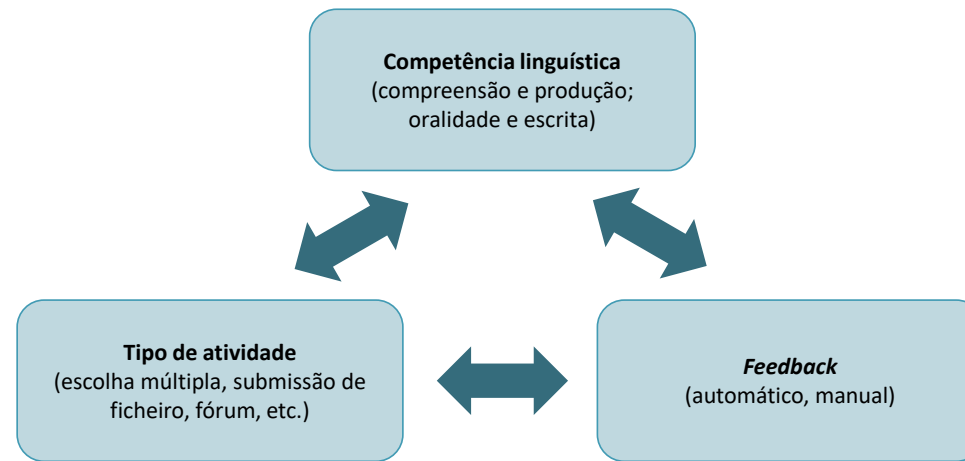 Competência linguística
(compreensão e produção;
oralidade e escrita)
Tipo de atividade
(escolha múltipla, submissão de
ficheiro, fórum, etc.)
Feedback
(automático, manual)